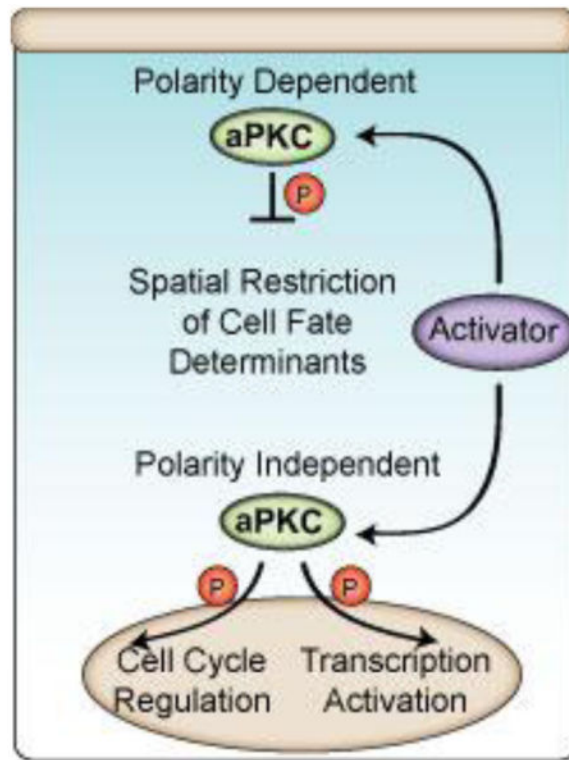 Polarity Dependent
aPKC
P
Spatial Restriction
of Cell Fate
Determinants
Activator
Polarity Independent
aPKC
P
P
Cell Cycle
Regulation
Transcription
Activation